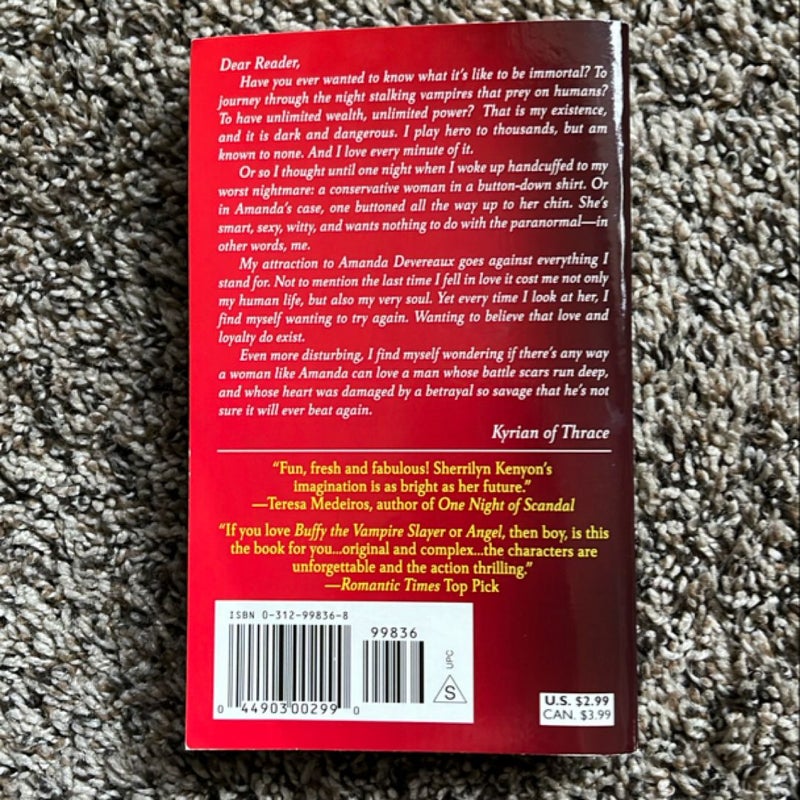 Dear Reader,
Have you ever wanted to know what it's like to be immortal? To
journey through the night stalking vampires that prey on humans?
To have unlimited wealth, unlimited power? That is my existence,
and it is dark and dangerous. I play hero to thousands, but am
known to none. And I love every minute of it.
Or so I thought until one night when I woke up handcuffed to my
worst nightmare: a conservative woman in a button-down shirt. Or
in Amanda's case, one buttoned all the way up to her chin. She's
smart, sexy, witty, and wants nothing to do with the paranormal—in
other words, me.
My attraction to Amanda Devereaux goes against everything I
stand for. Not to mention the last time I fell in love it cost me not only
my human life, but also my very soul. Yet every time I look at her, I
find myself wanting to try again. Wanting to believe that love and
loyalty do exist.
Even more disturbing, I find myself wondering if there's any way
a woman like Amanda can love a man whose battle scars run deep,
and whose heart was damaged by a betrayal so savage that he's not
sure it will ever beat again.
Kyrian of Thrace
"Fun, fresh and fabulous! Sherrilyn Kenyon's
imagination is as bright as her future."
—Teresa Medeiros, author of One Night of Scandal
"If you love Buffy the Vampire Slayer or Angel, then boy, is this
the book for you...original and complex...the characters are
unforgettable and the action thrilling."
—Romantic Times Top Pick
ISBN 0-312-99836-8
99836
UPC
S
0 44903 00299 0
U.S. $2.99
CAN. $3.99